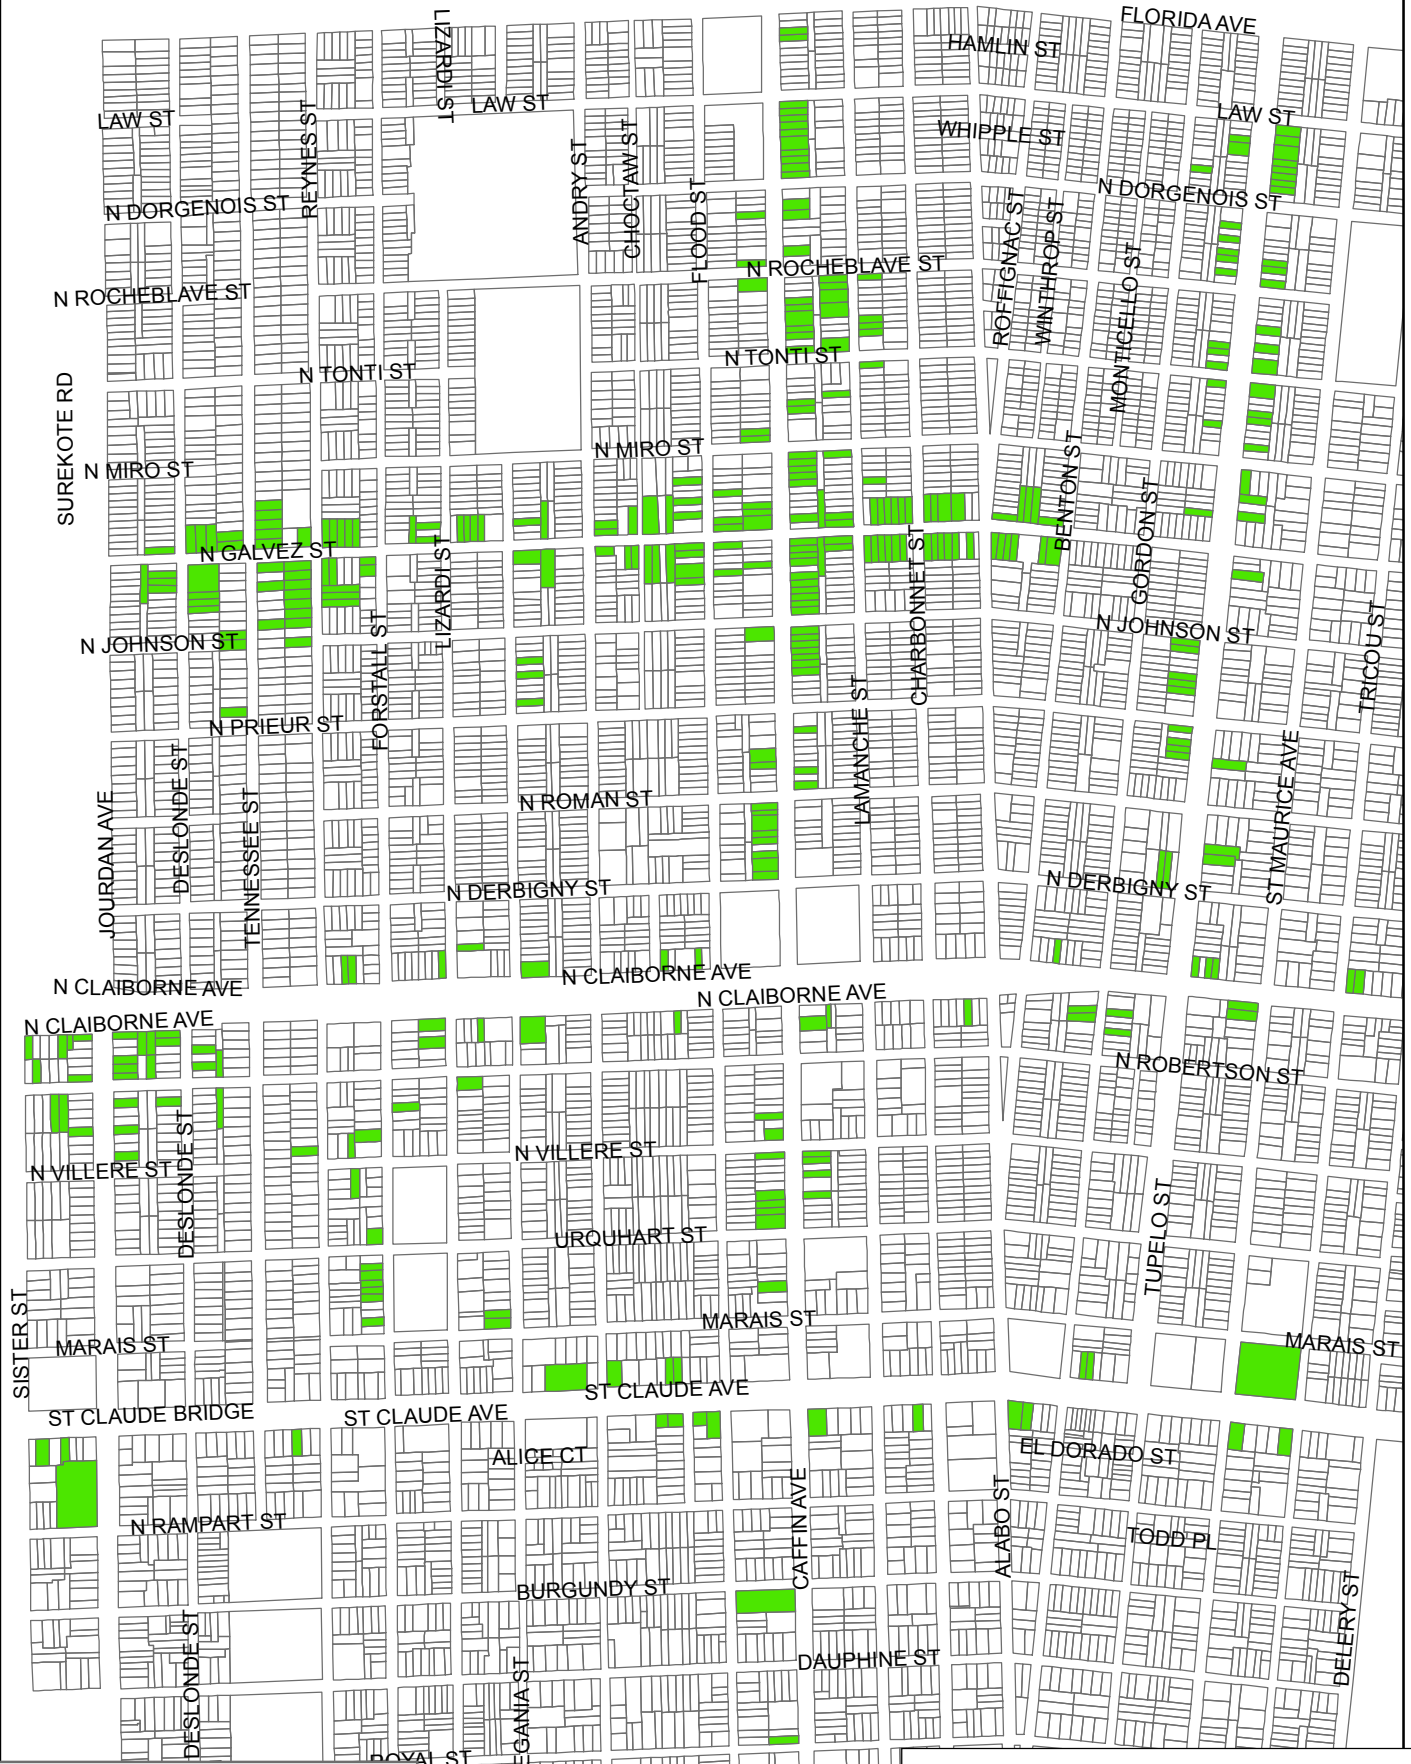 FLORIDA AVE
LIZARDI ST
HAMLIN ST
LAW ST
LAW ST
LAW ST
REYNES ST
WHIPPLE ST
ANDRY ST
CHOCTAW ST
FLOOD ST
N DORGENOIS ST
N DORGENOIS ST
ROFFIGNAC ST
WINTHROP ST
MONTICELLO ST
N ROCHEBLAVE ST
N ROCHEBLAVE ST
N TONTI ST
N TONTI ST
SUREKOTE RD
N MIRO ST
N MIRO ST
BENTON ST
GORDON ST
N GALVEZ ST
LIZARDI ST
CHARBONNET ST
N JOHNSON ST
N JOHNSON ST
FORSTALL ST
TRICOU ST
N PRIEUR ST
LAMANCHE ST
DESLONDE ST
JOURDAN AVE
TENNESSEE ST
N ROMAN ST
ST MAURICE AVE
N DERBIGNY ST
N DERBIGNY ST
N CLAIBORNE AVE
N CLAIBORNE AVE
N CLAIBORNE AVE
N CLAIBORNE AVE
N ROBERTSON ST
DESLONDE ST
N VILLERE ST
N VILLERE ST
TUPELO ST
URQUHART ST
SISTER ST
MARAIS ST
MARAIS ST
MARAIS ST
ST CLAUDE AVE
ST CLAUDE BRIDGE
ST CLAUDE AVE
ALICE CT
EL DORADO ST
CAFFIN AVE
ALABO ST
N RAMPART ST
TODD PL
BURGUNDY ST
DELERY ST
DESLONDE ST
DAUPHINE ST
EGANIA ST
ROYAL ST